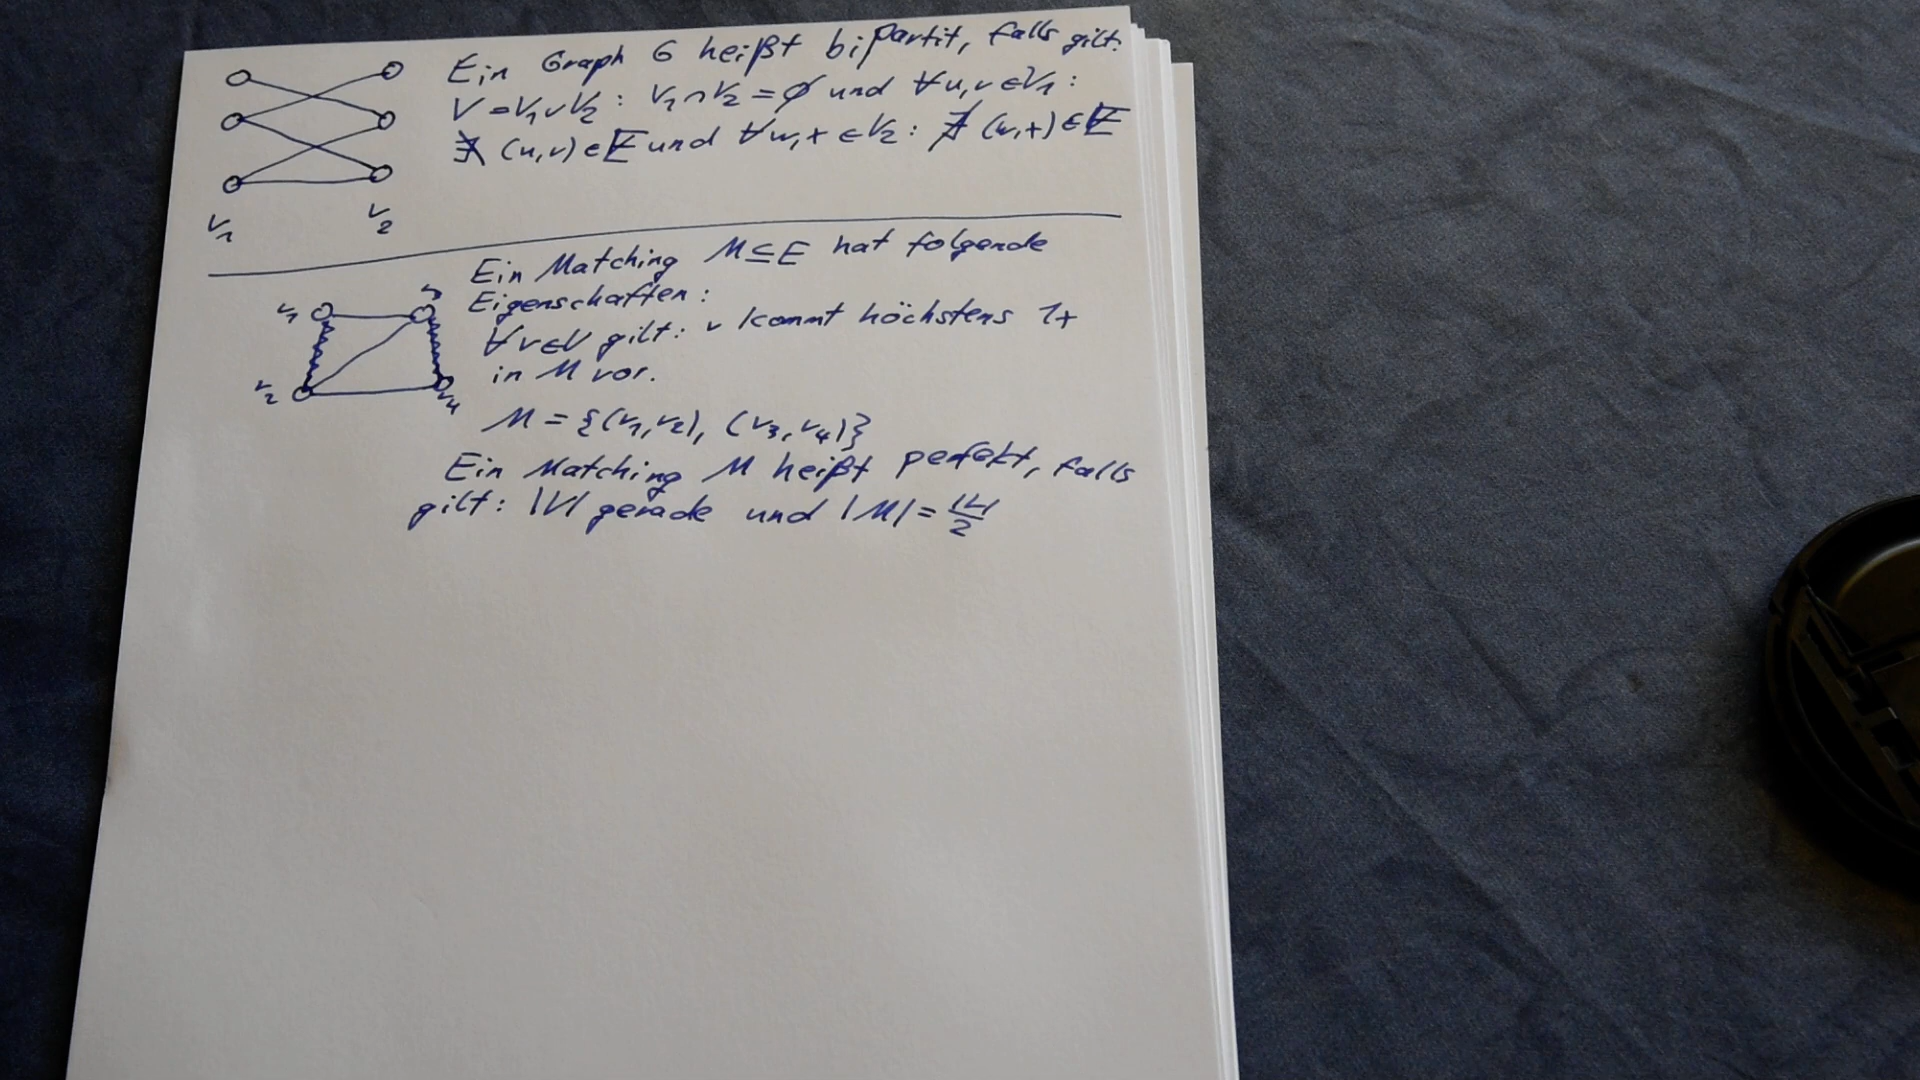 Ein Graph G heißt bipartit, falls gilt:
V = V₁ ∪ V₂ : V₁ ∩ V₂ = ∅ und ∀u,v ∈ V₁ :
∄ (u,v) ∈ E und ∀w,x ∈ V₂ : ∄ (w,x) ∈ E
V₁ V₂
Ein Matching M ⊆ E hat folgende
Eigenschaften:
∀v∈V gilt: v kommt höchstens 1x
in M vor.
v₁ v₃
v₂ v₄
M = {(v₁,v₂), (v₃,v₄)}
Ein Matching M heißt perfekt, falls
gilt: |V| gerade und |M| = |V|/2